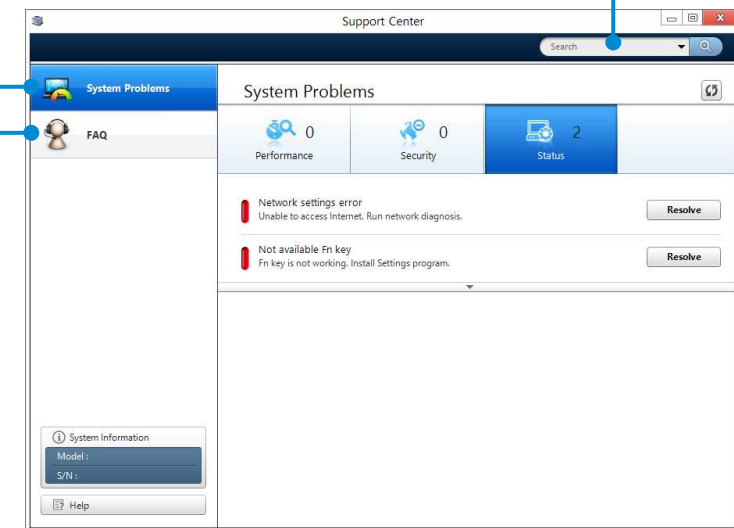 Support Center
Search
System Problems
FAQ
System Problems
0
Performance
0
Security
2
Status
Network settings error
Unable to access Internet. Run network diagnosis.
Resolve
Not available Fn key
Fn key is not working. Install Settings program.
Resolve
System Information
Model :
S/N :
Help